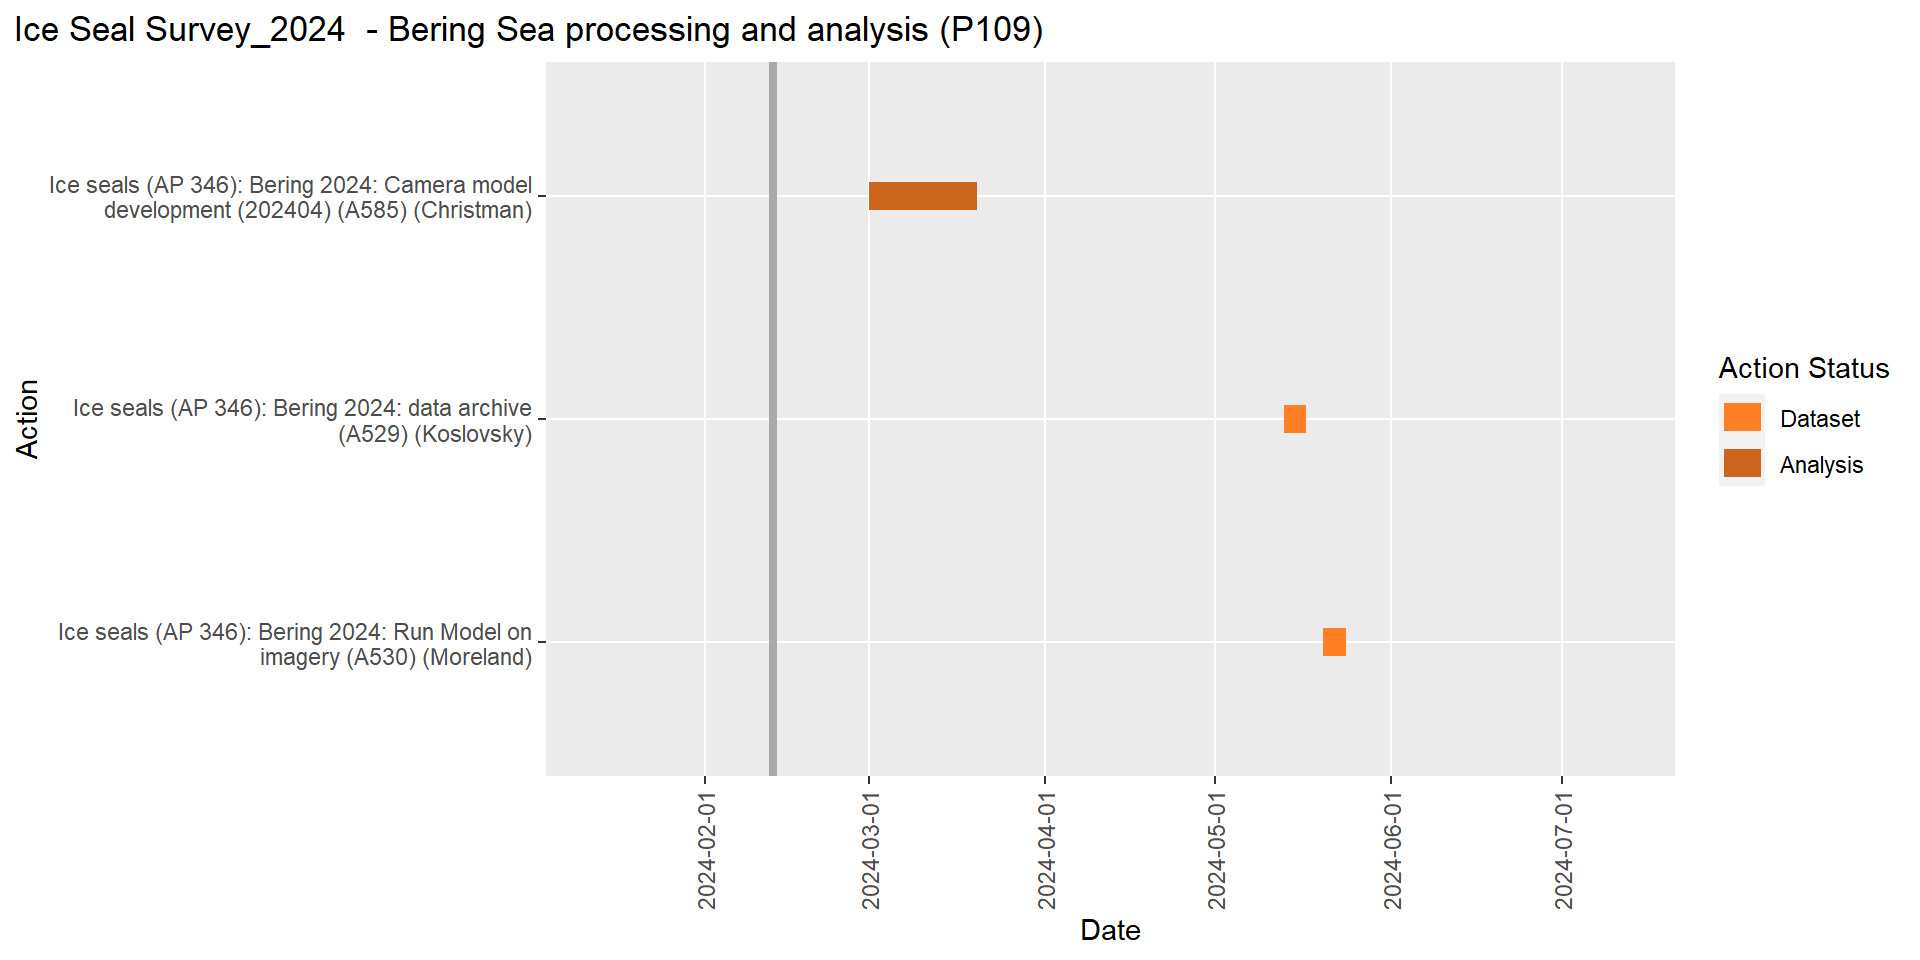 Ice Seal Survey_2024  - Bering Sea processing and analysis (P109)
Ice seals (AP 346): Bering 2024: Camera model
development (202404) (A585) (Christman)
Ice seals (AP 346): Bering 2024: data archive
(A529) (Koslovsky)
Ice seals (AP 346): Bering 2024: Run Model on
imagery (A530) (Moreland)
Action
2024-02-01
2024-03-01
2024-04-01
2024-05-01
2024-06-01
2024-07-01
Date
Action Status
Dataset
Analysis